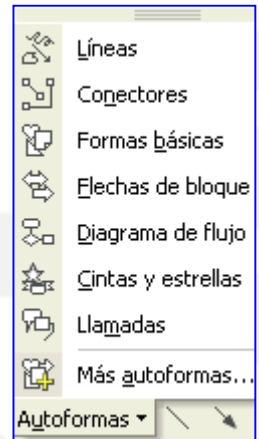 Líneas
Conectores
Formas básicas
Flechas de bloque
Diagrama de flujo
Cintas y estrellas
Llamadas
Más autoformas...
Autoformas